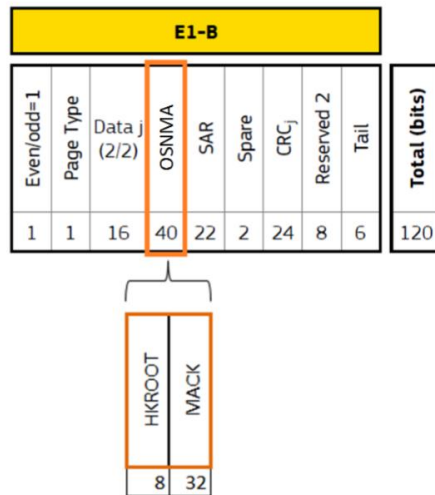 E1-B
Even/odd=1
Page Type
Data j
(2/2)
OSNMA
SAR
Spare
CRCj
Reserved 2
Tail
Total (bits)
1 1 16 40 22 2 24 8 6 120
HKROOT
MACK
8 32